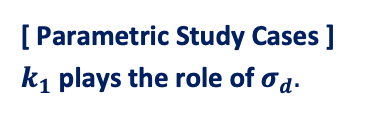 [ Parametric Study Cases ]
k₁ plays the role of σ_d.